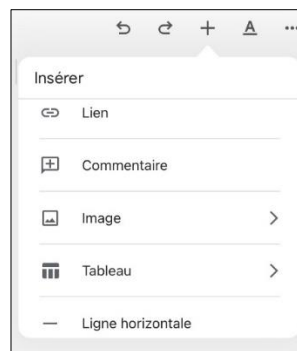 A
Insérer
Lien
Commentaire
Image
Tableau
Ligne horizontale